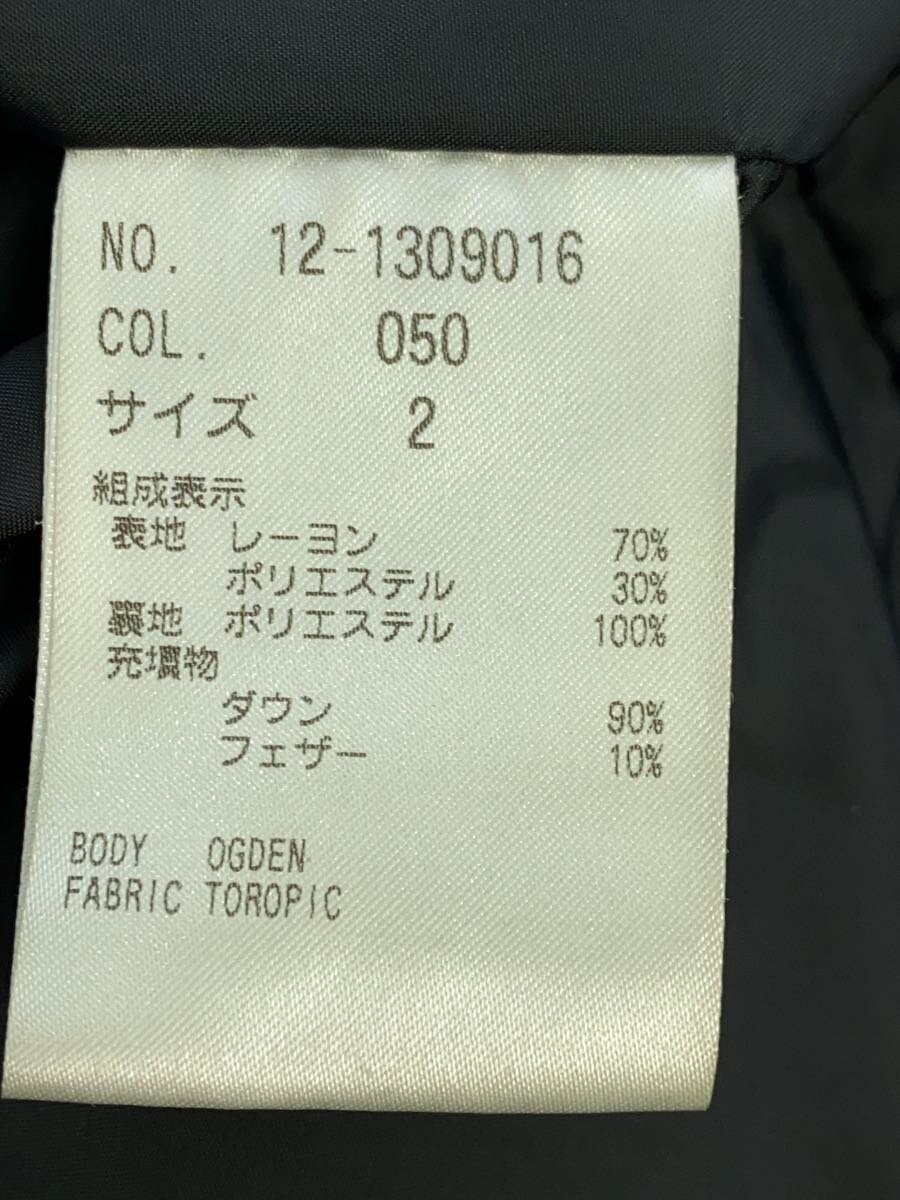 NO. 12-1309016
COL. 050
サイズ 2
組成表示
表地 レーヨン 70%
ポリエステル 30%
裏地 ポリエステル 100%
充填物
ダウン 90%
フェザー 10%
BODY OGDEN
FABRIC TOROPIC